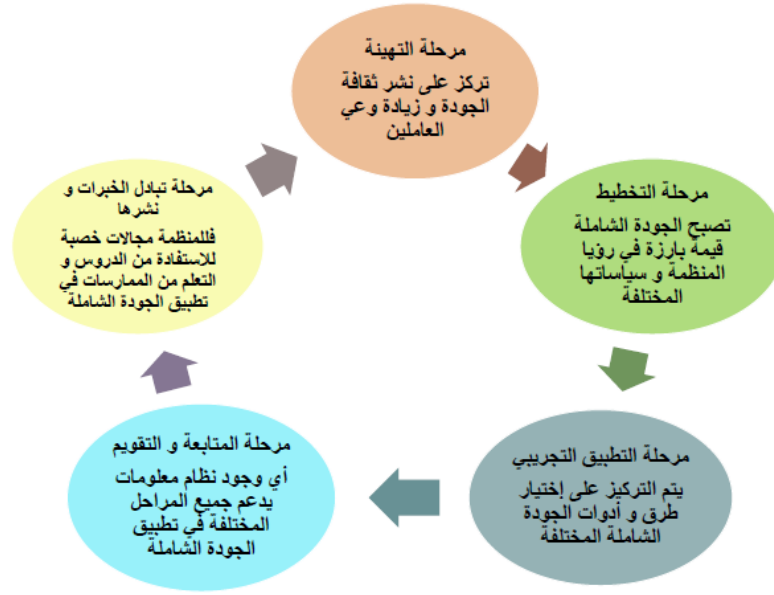 مرحلة التهيئة
تركز على نشر ثقافة
الجودة و زيادة وعي
العاملين
مرحلة التخطيط
تصبح الجودة الشاملة
قيمة بارزة في رؤيا
المنظمة و سياساتها
المختلفة
مرحلة التطبيق التجريبي
يتم التركيز على إختيار
طرق و أدوات الجودة
الشاملة المختلفة
مرحلة المتابعة و التقويم
أي وجود نظام معلومات
يدعم جميع المراحل
المختلفة في تطبيق
الجودة الشاملة
مرحلة تبادل الخبرات و
نشرها
فللمنظمة مجالات خصبة
للاستفادة من الدروس و
التعلم من الممارسات في
تطبيق الجودة الشاملة